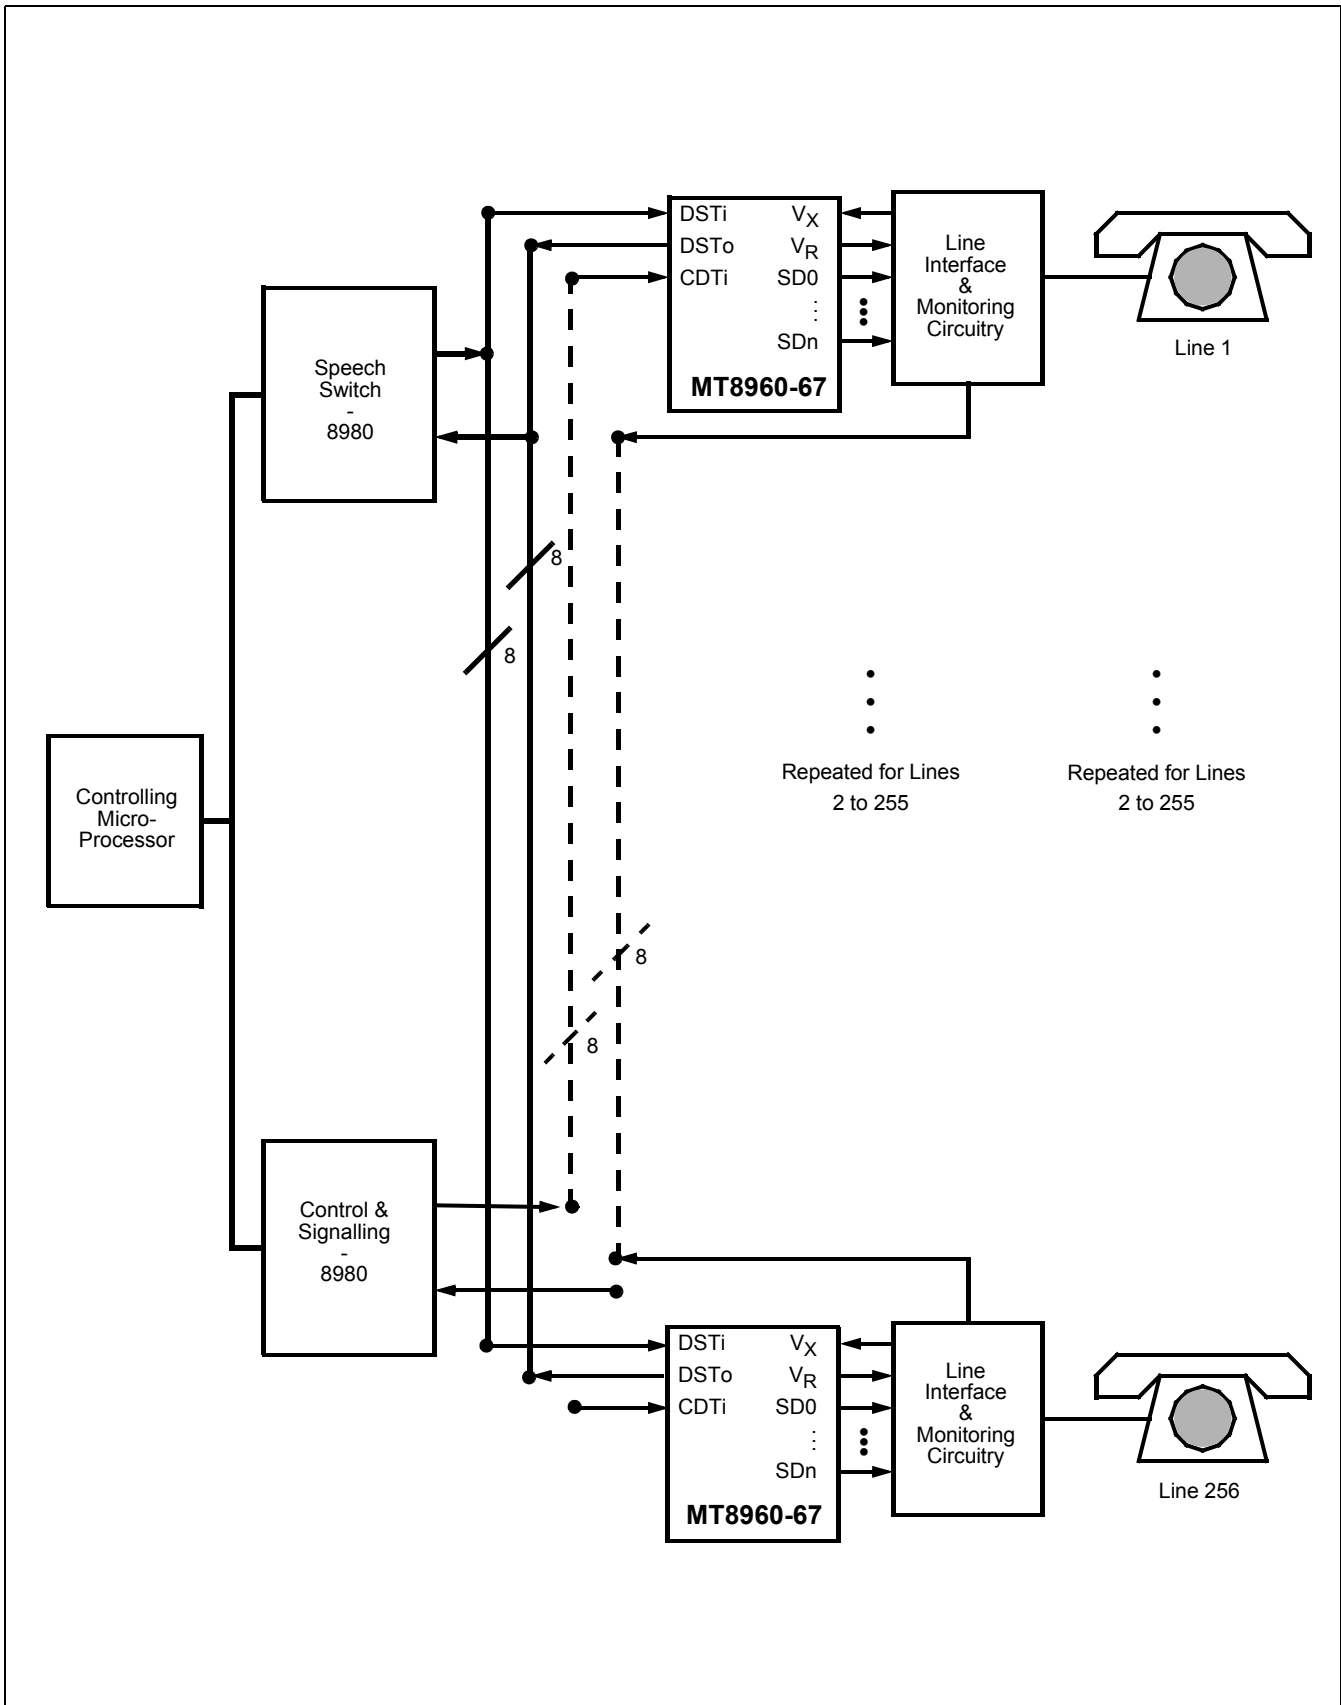 DSTi
DSTo
CDTi
VX
VR
SD0
SDn
MT8960-67
Line
Interface
&
Monitoring
Circuitry
Line 1
Speech
Switch
-
8980
8
8
Repeated for Lines
2 to 255
Repeated for Lines
2 to 255
Controlling
Micro-
Processor
8
8
Control &
Signalling
-
8980
DSTi
DSTo
CDTi
VX
VR
SD0
SDn
MT8960-67
Line
Interface
&
Monitoring
Circuitry
Line 256